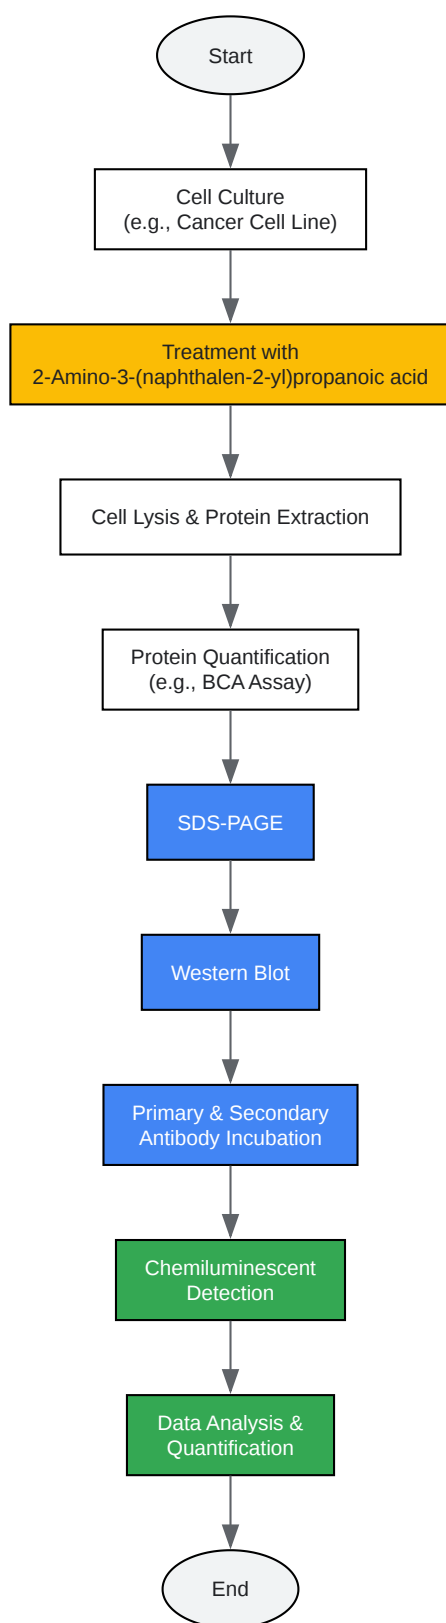 Start
Cell Culture
(e.g., Cancer Cell Line)
Treatment with
2-Amino-3-(naphthalen-2-yl)propanoic acid
Cell Lysis & Protein Extraction
Protein Quantification
(e.g., BCA Assay)
SDS-PAGE
Western Blot
Primary & Secondary
Antibody Incubation
Chemiluminescent
Detection
Data Analysis &
Quantification
End